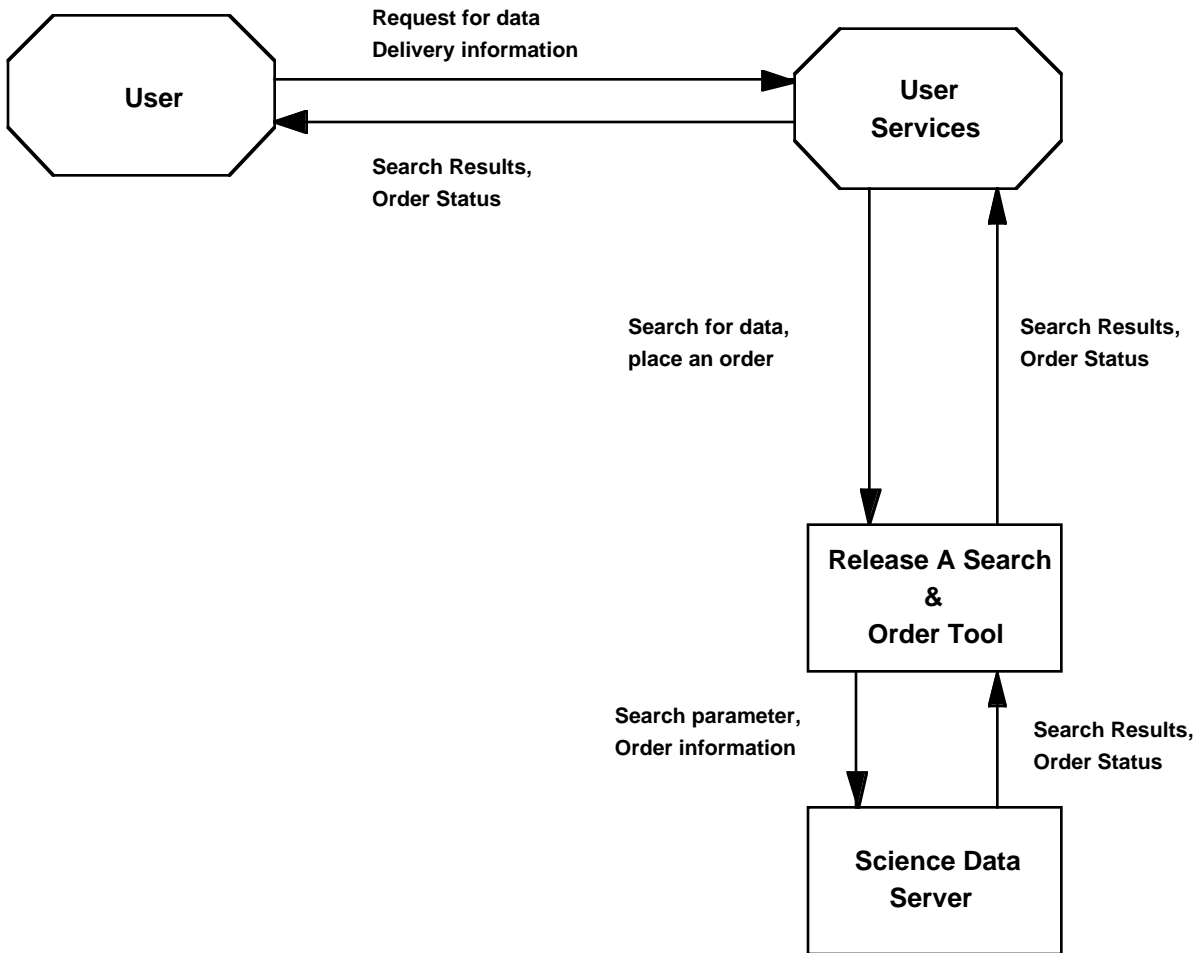 Request for data
Delivery information
User
User
Services
Search Results,
Order Status
Search for data,
place an order
Search Results,
Order Status
Release A Search
&
Order Tool
Search parameter,
Order information
Search Results,
Order Status
Science Data
Server